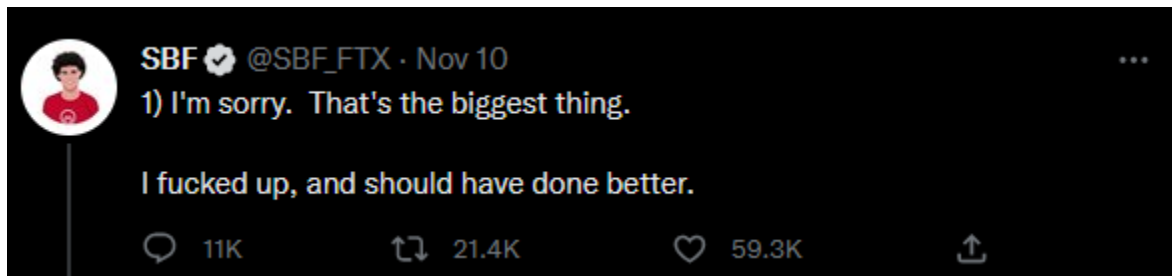 SBF @SBF_FTX · Nov 10
1) I'm sorry.  That's the biggest thing.
I fucked up, and should have done better.
11K 21.4K 59.3K